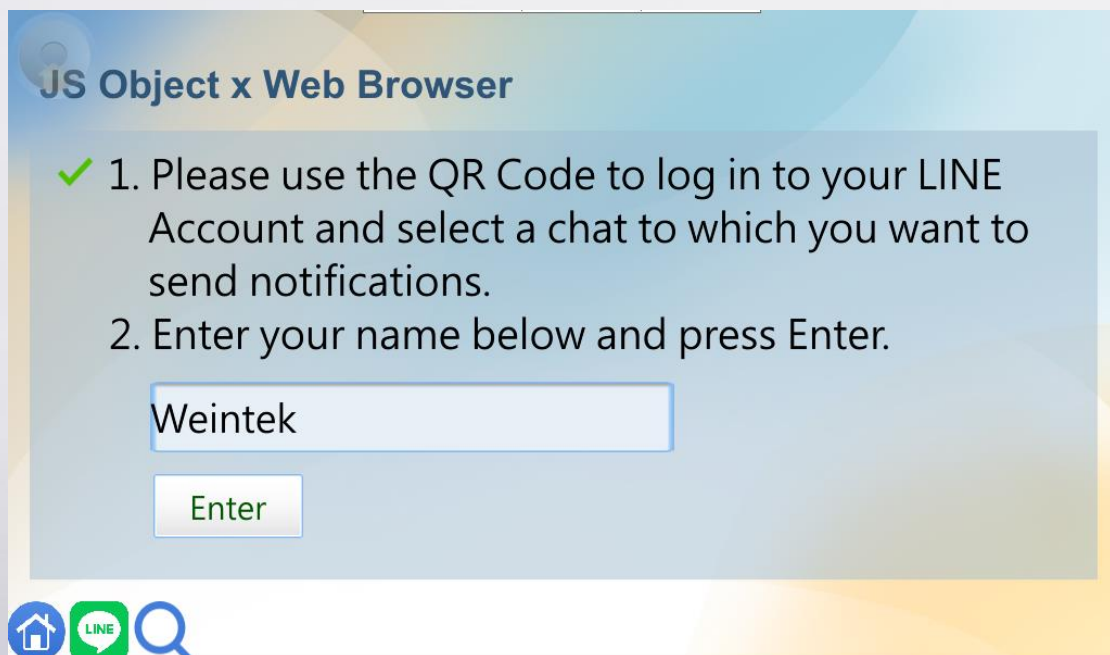 JS Object x Web Browser
1. Please use the QR Code to log in to your LINE
Account and select a chat to which you want to
send notifications.
2. Enter your name below and press Enter.
Weintek
Enter
LINE